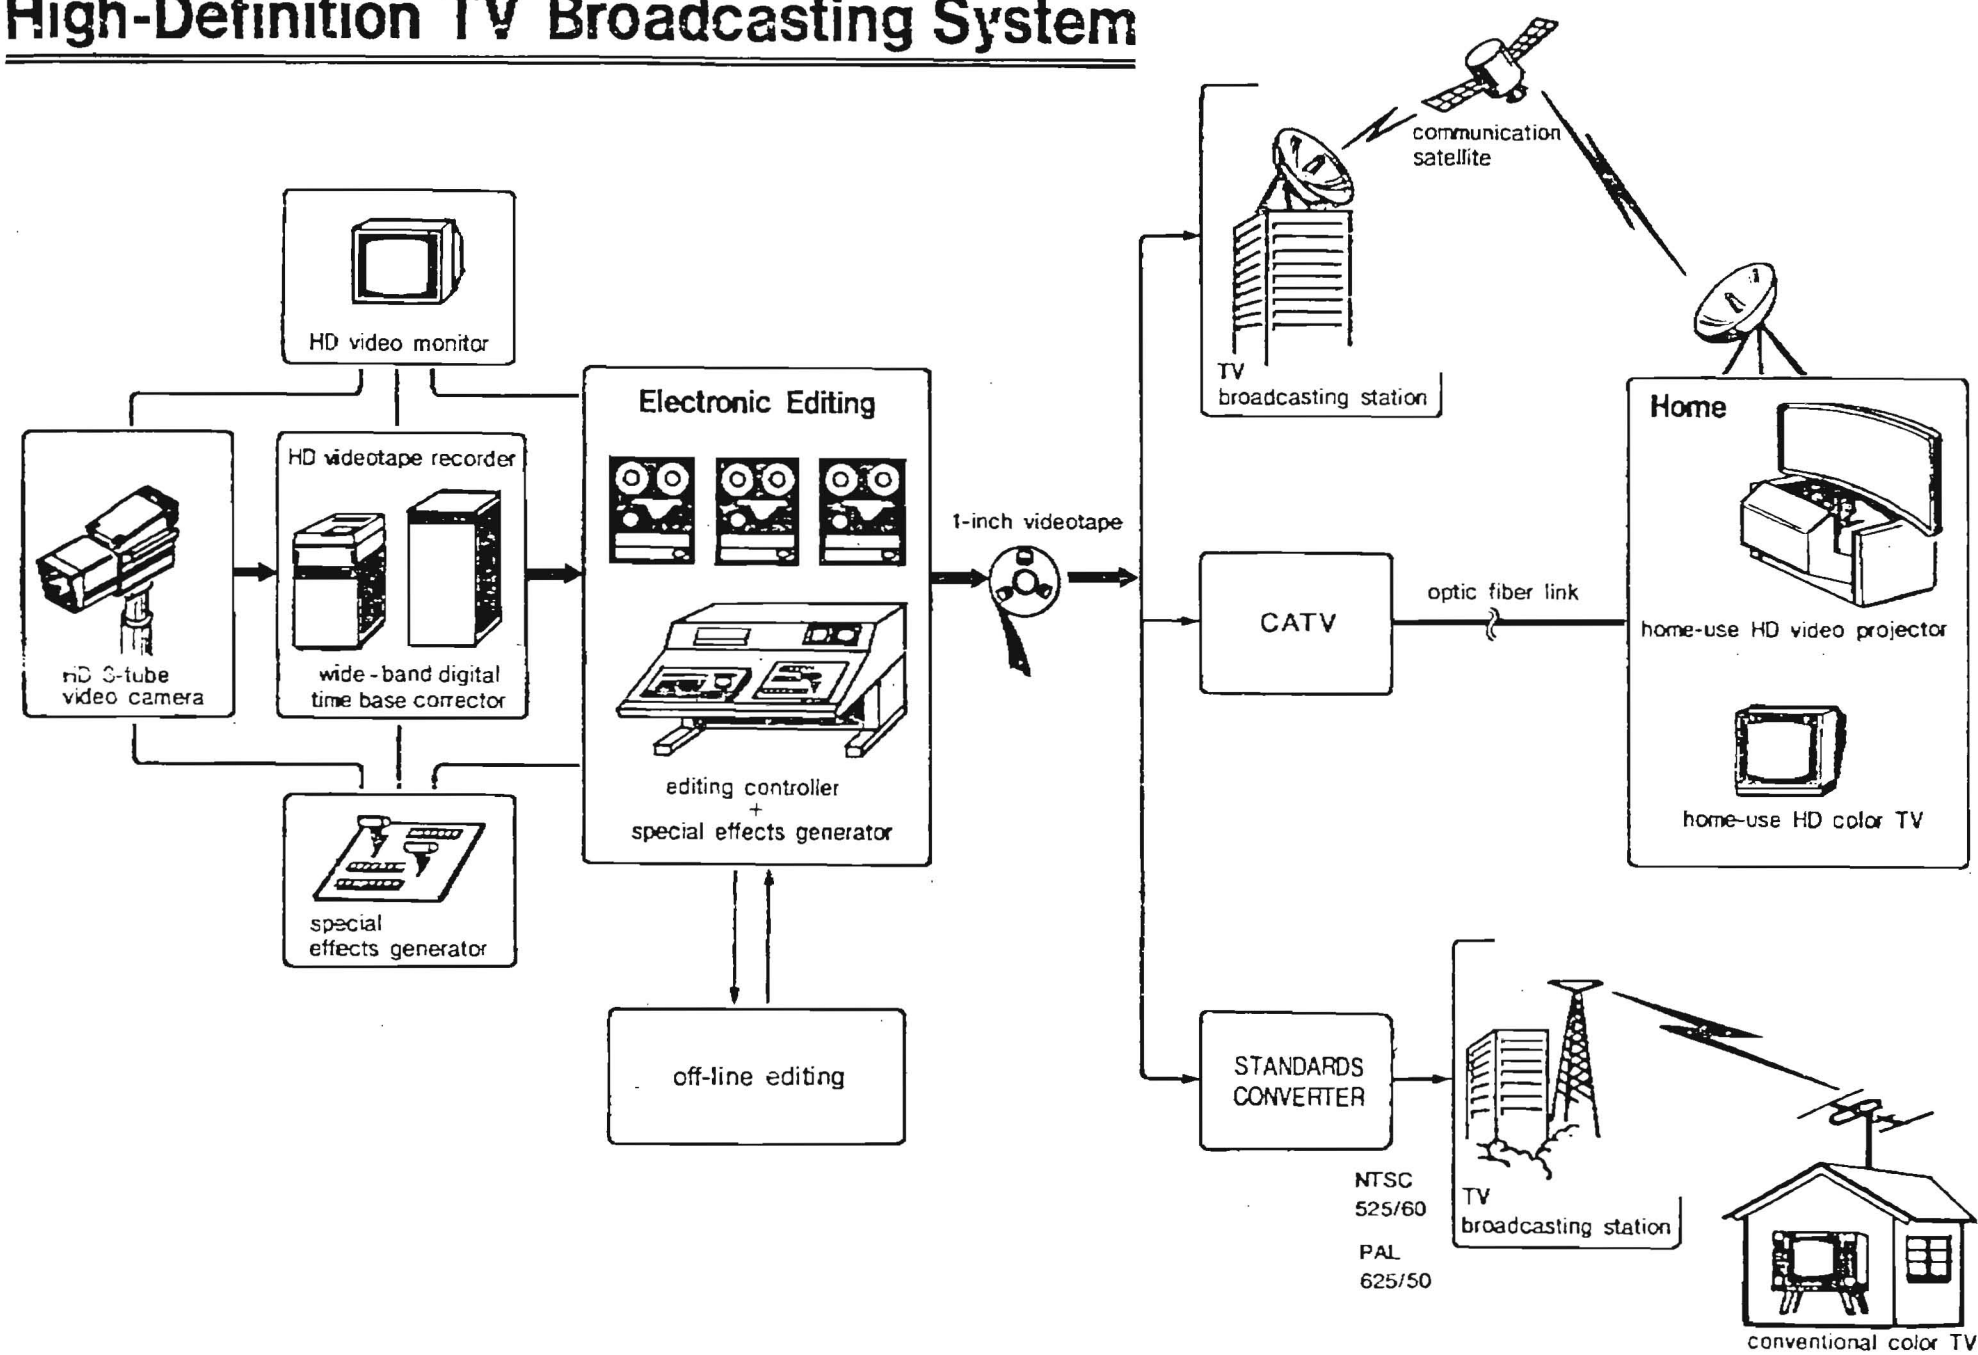 High-Definition TV Broadcasting System
communication
satellite
HD video monitor
TV
broadcasting station
Electronic Editing
Home
HD videotape recorder
1-inch videotape
optic fiber link
CATV
home-use HD video projector
HD 3-tube
video camera
wide-band digital
time base corrector
editing controller
+
special effects generator
home-use HD color TV
special
effects generator
off-line editing
STANDARDS
CONVERTER
NTSC
525/60
PAL
625/50
TV
broadcasting station
conventional color TV